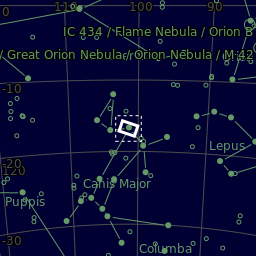 110
100
90
IC 434 / Flame Nebula / Orion B
/ Great Orion Nebula / Orion Nebula / M 42
-10
-20
Lepus
120
Canis Major
Puppis
-30
Columba